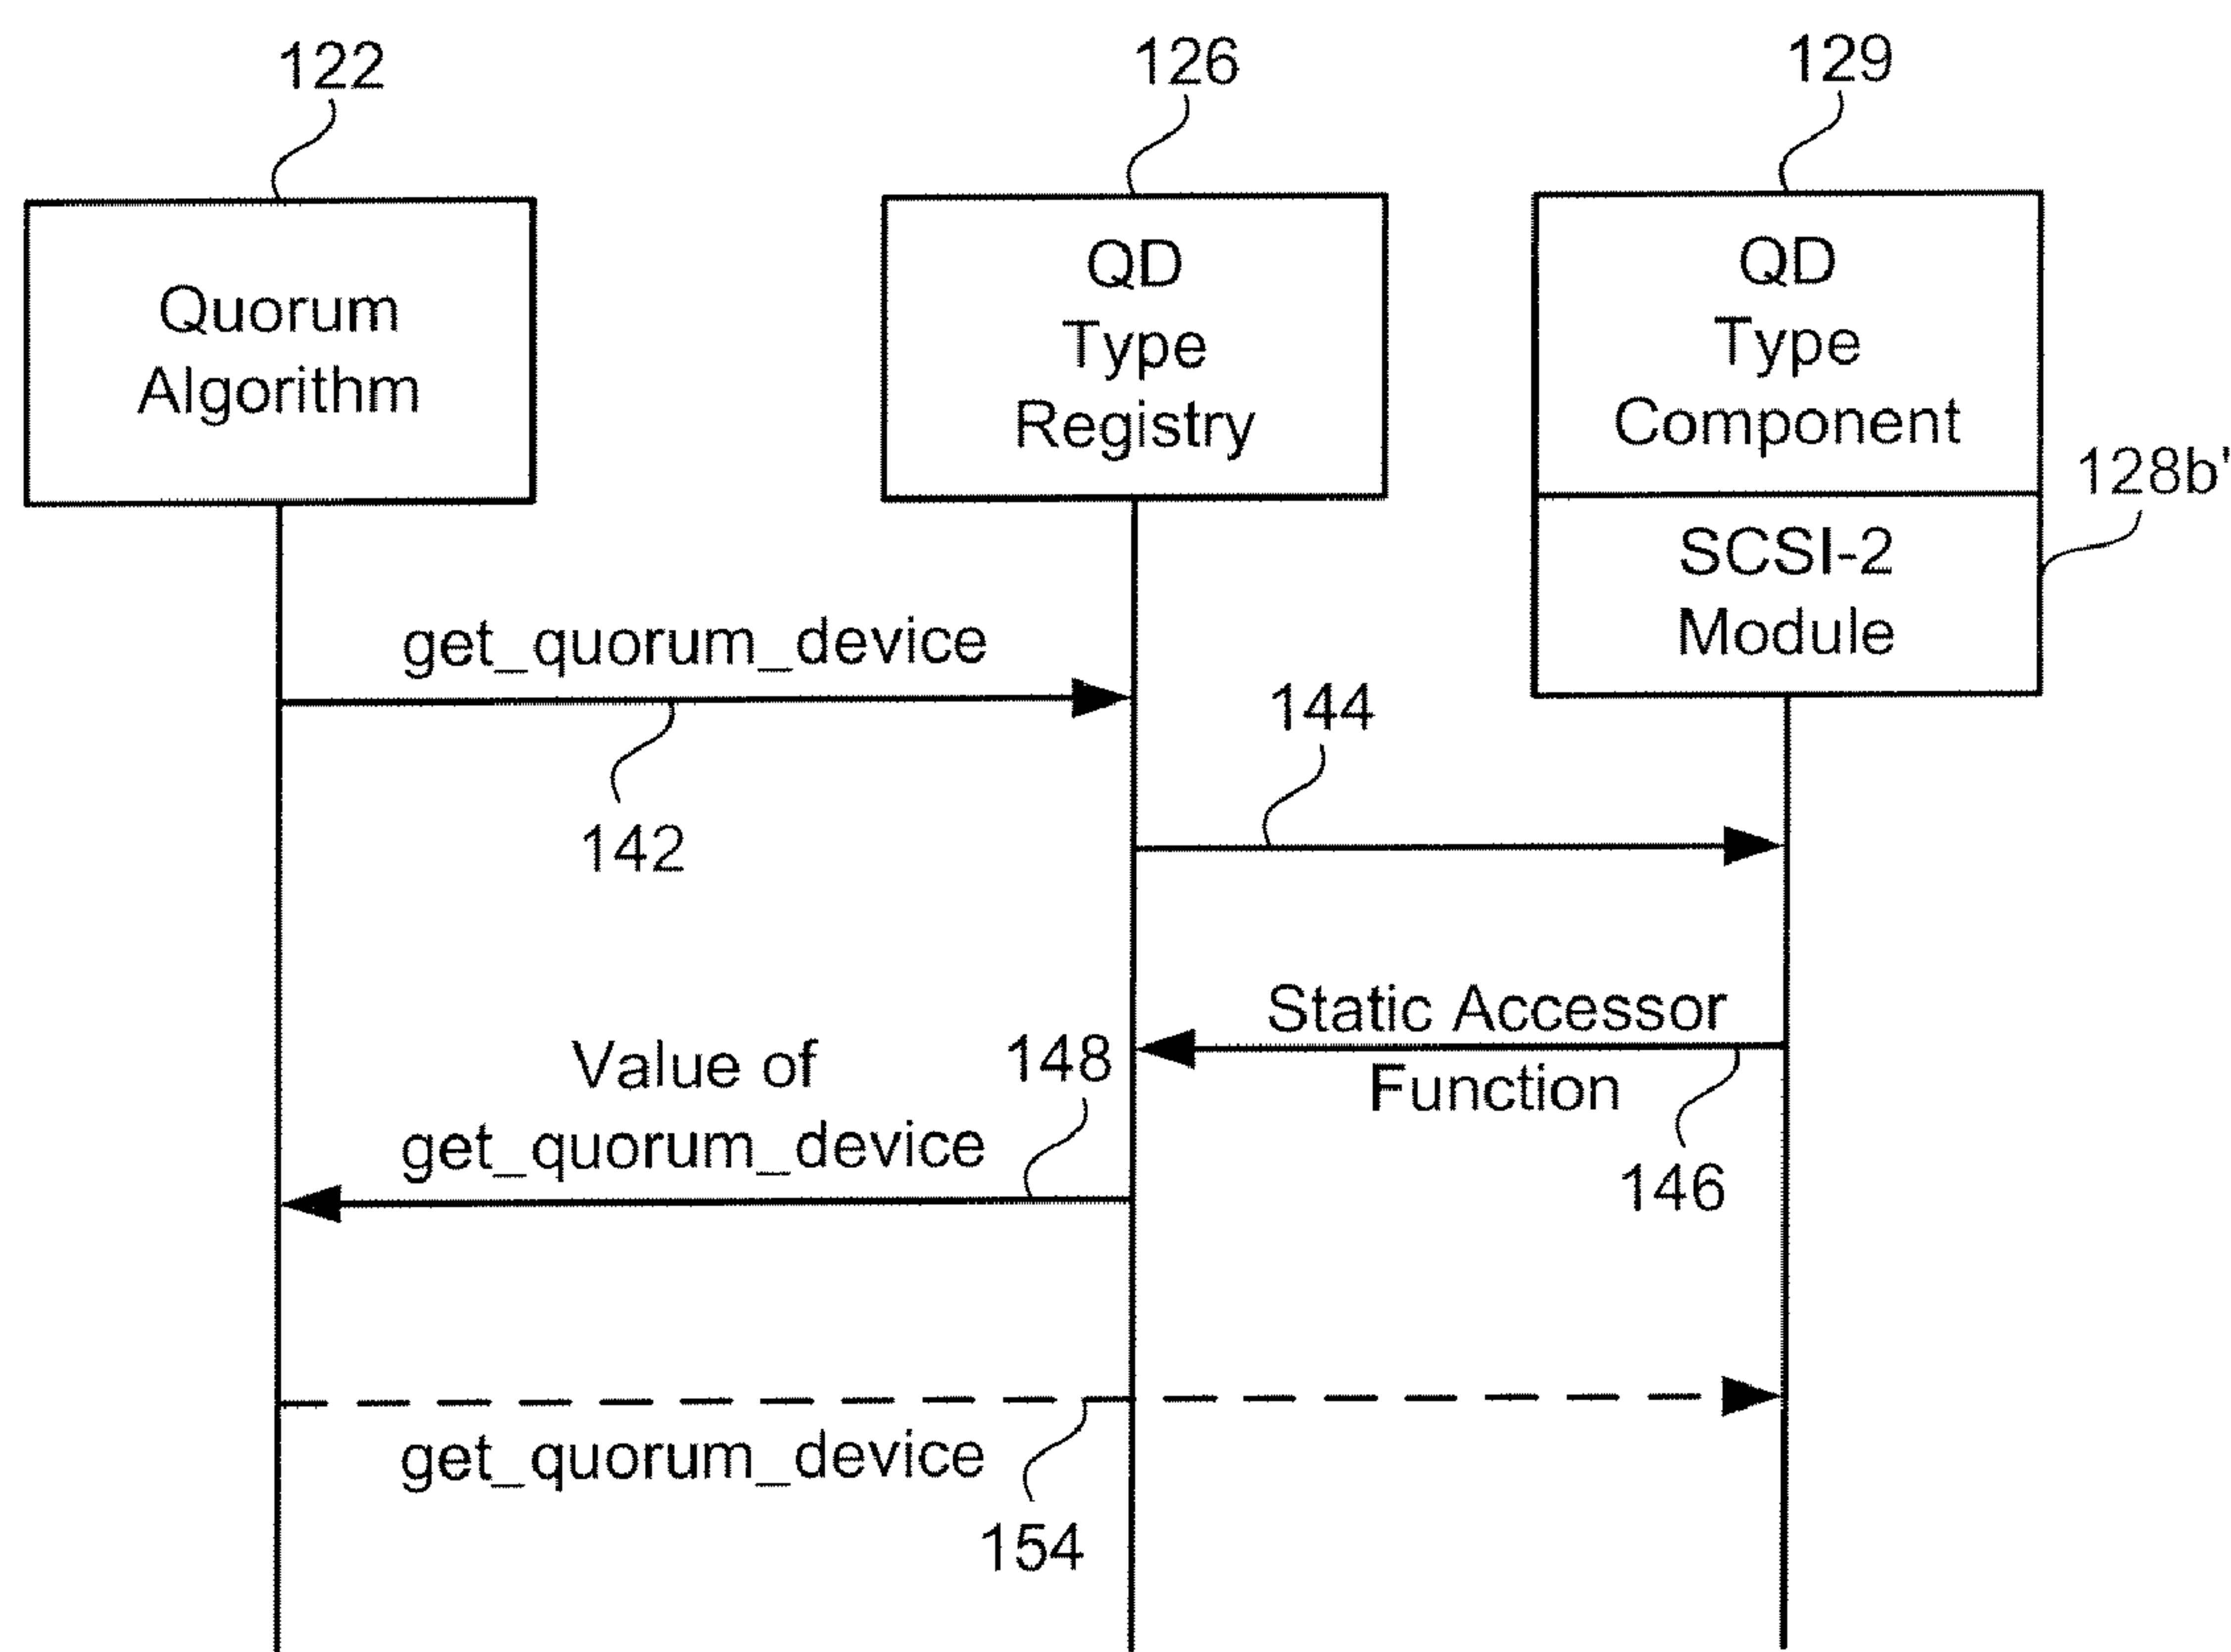 122
126
129
Quorum
Algorithm
QD
Type
Registry
QD
Type
Component
128b'
SCSI-2
Module
get_quorum_device
142
144
Static Accessor
Function
146
Value of
get_quorum_device
148
get_quorum_device
154